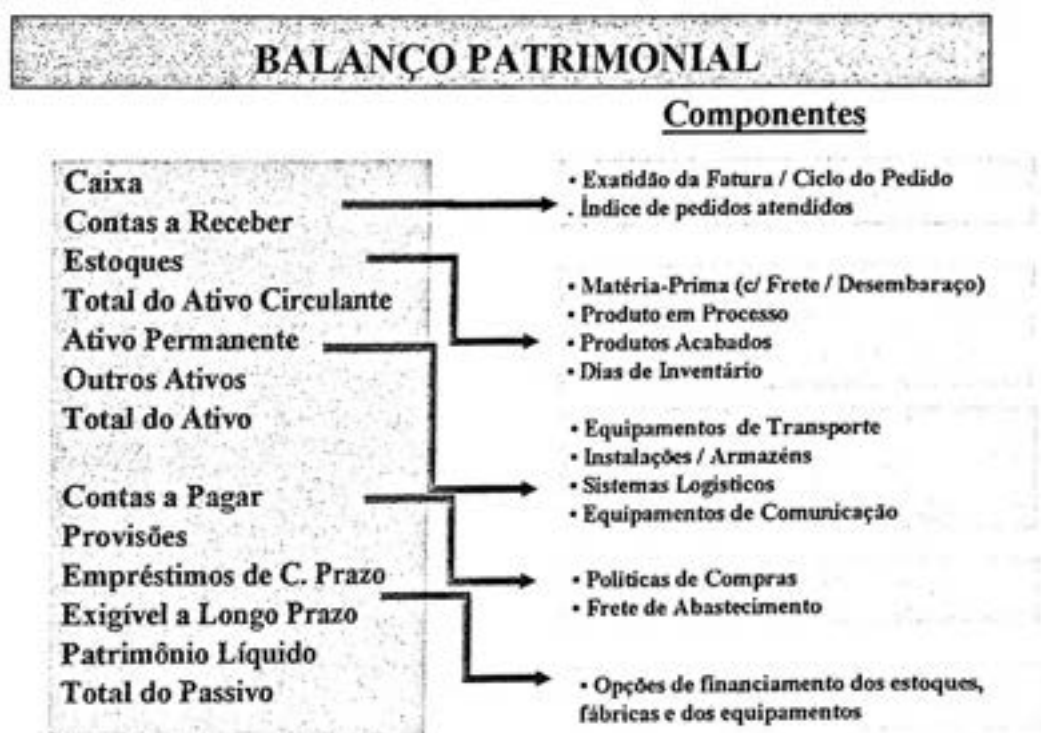 BALANÇO PATRIMONIAL
Componentes
Caixa
Contas a Receber
Estoques
Total do Ativo Circulante
Ativo Permanente
Outros Ativos
Total do Ativo
Contas a Pagar
Provisões
Empréstimos de C. Prazo
Exigível a Longo Prazo
Patrimônio Líquido
Total do Passivo
• Exatidão da Fatura / Ciclo do Pedido
. Índice de pedidos atendidos
• Matéria-Prima (c/ Frete / Desembaraço)
• Produto em Processo
• Produtos Acabados
• Dias de Inventário
• Equipamentos de Transporte
• Instalações / Armazéns
• Sistemas Logisticos
• Equipamentos de Comunicação
• Politicas de Compras
• Frete de Abastecimento
• Opções de financiamento dos estoques,
fábricas e dos equipamentos